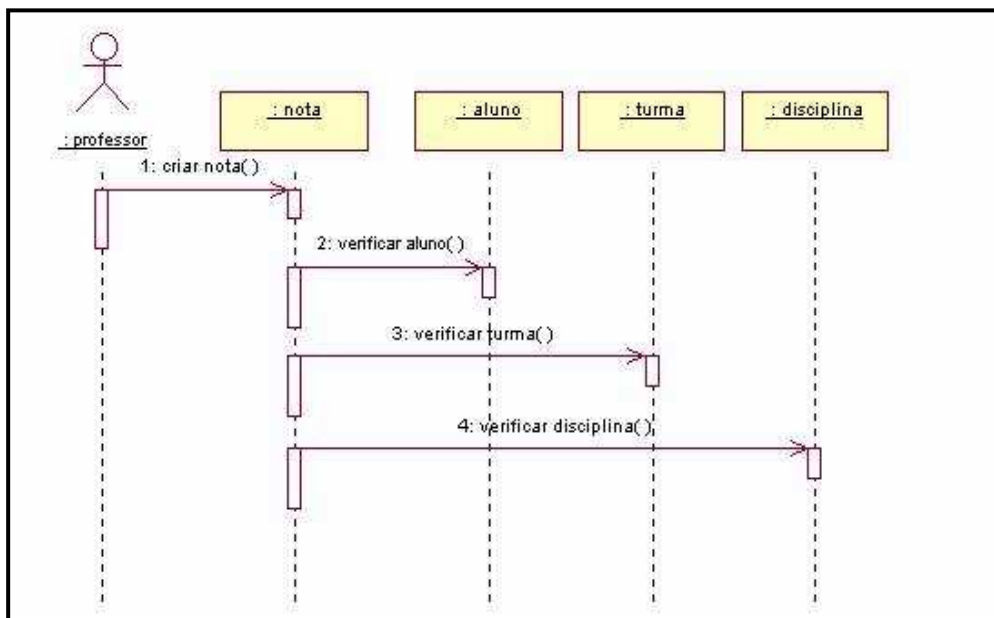 : nota
: aluno
: turma
: disciplina
: professor
1: criar nota( )
2: verificar aluno( )
3: verificar turma( )
4: verificar disciplina( )